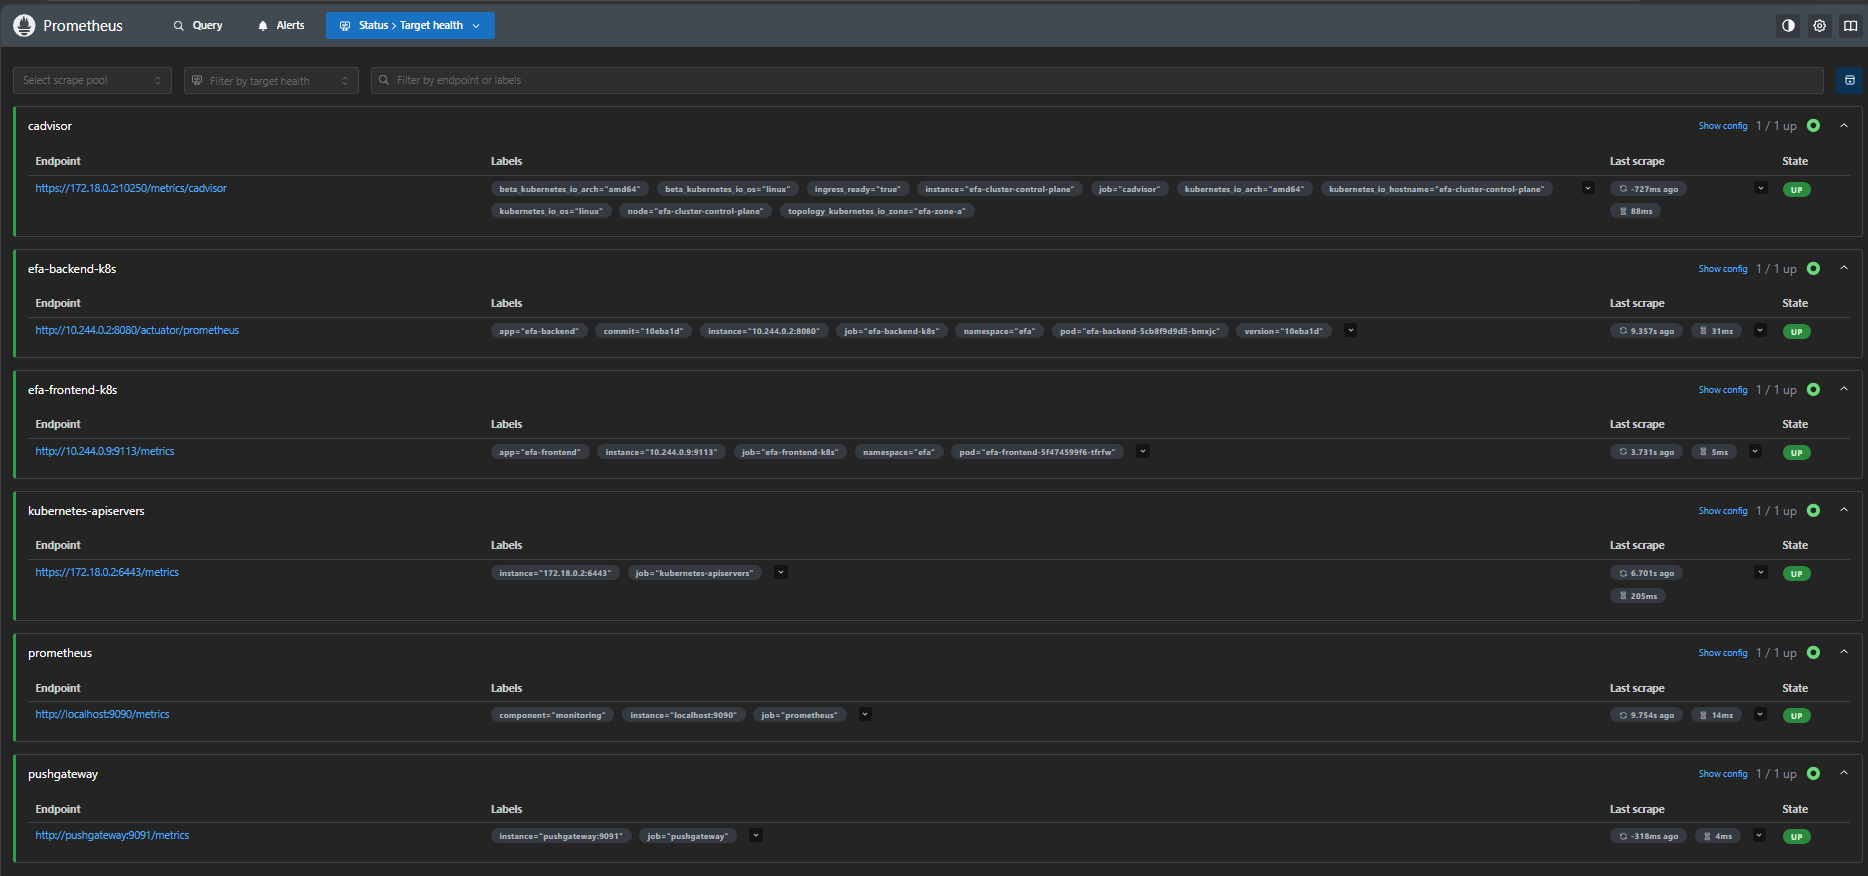 Prometheus Query Alerts Status > Target health
Select scrape pool Filter by target health Filter by endpoint or labels
cadvisor Show config 1 / 1 up
Endpoint Labels Last scrape State
https://172.18.0.2:10250/metrics/cadvisor beta_kubernetes_io_arch="amd64" beta_kubernetes_io_os="linux" ingress_ready="true" instance="efa-cluster-control-plane" job="cadvisor" kubernetes_io_arch="amd64" kubernetes_io_hostname="efa-cluster-control-plane" -727ms ago UP
kubernetes_io_os="linux" node="efa-cluster-control-plane" topology_kubernetes_io_zone="efa-zone-a" 88ms
efa-backend-k8s Show config 1 / 1 up
Endpoint Labels Last scrape State
http://10.244.0.2:8080/actuator/prometheus app="efa-backend" commit="10eba1d" instance="10.244.0.2:8080" job="efa-backend-k8s" namespace="efa" pod="efa-backend-5cb8f9d9d5-bmxjc" version="10eba1d" 9.357s ago 31ms UP
efa-frontend-k8s Show config 1 / 1 up
Endpoint Labels Last scrape State
http://10.244.0.9:9113/metrics app="efa-frontend" instance="10.244.0.9:9113" job="efa-frontend-k8s" namespace="efa" pod="efa-frontend-5f474599f6-tfrfw" 3.731s ago 5ms UP
kubernetes-apiservers Show config 1 / 1 up
Endpoint Labels Last scrape State
https://172.18.0.2:6443/metrics instance="172.18.0.2:6443" job="kubernetes-apiservers" 6.701s ago UP
205ms
prometheus Show config 1 / 1 up
Endpoint Labels Last scrape State
http://localhost:9090/metrics component="monitoring" instance="localhost:9090" job="prometheus" 9.754s ago 14ms UP
pushgateway Show config 1 / 1 up
Endpoint Labels Last scrape State
http://pushgateway:9091/metrics instance="pushgateway:9091" job="pushgateway" -318ms ago 4ms UP